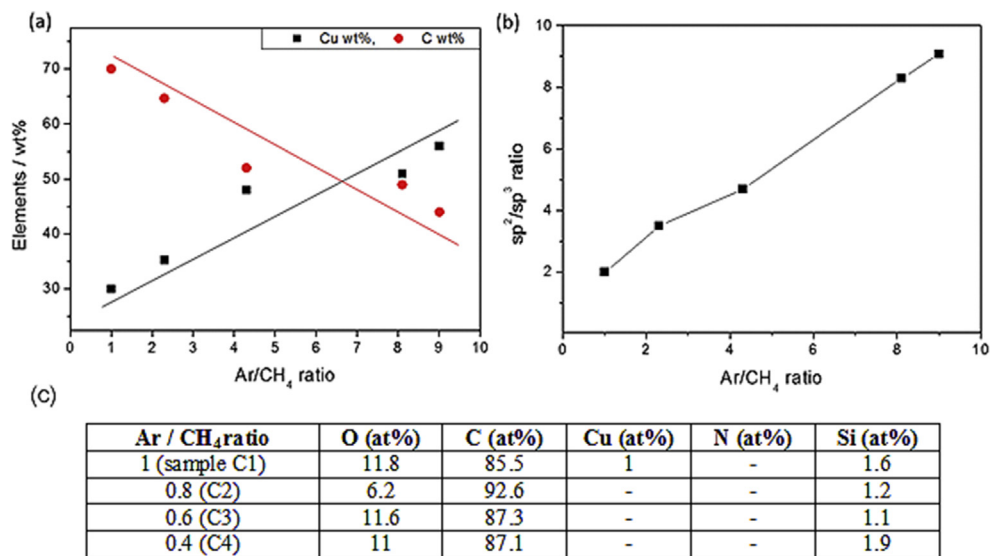 (a)
Cu wt%, C wt%
Elements / wt%
70
60
50
40
30
0 1 2 3 4 5 6 7 8 9 10
Ar/CH₄ ratio
(b)
sp²/sp³ ratio
10
8
6
4
2
0 2 4 6 8 10
Ar/CH₄ ratio
(c)
Ar / CH₄ ratio O (at%) C (at%) Cu (at%) N (at%) Si (at%)
1 (sample C1) 11.8 85.5 1 - 1.6
0.8 (C2) 6.2 92.6 - - 1.2
0.6 (C3) 11.6 87.3 - - 1.1
0.4 (C4) 11 87.1 - - 1.9